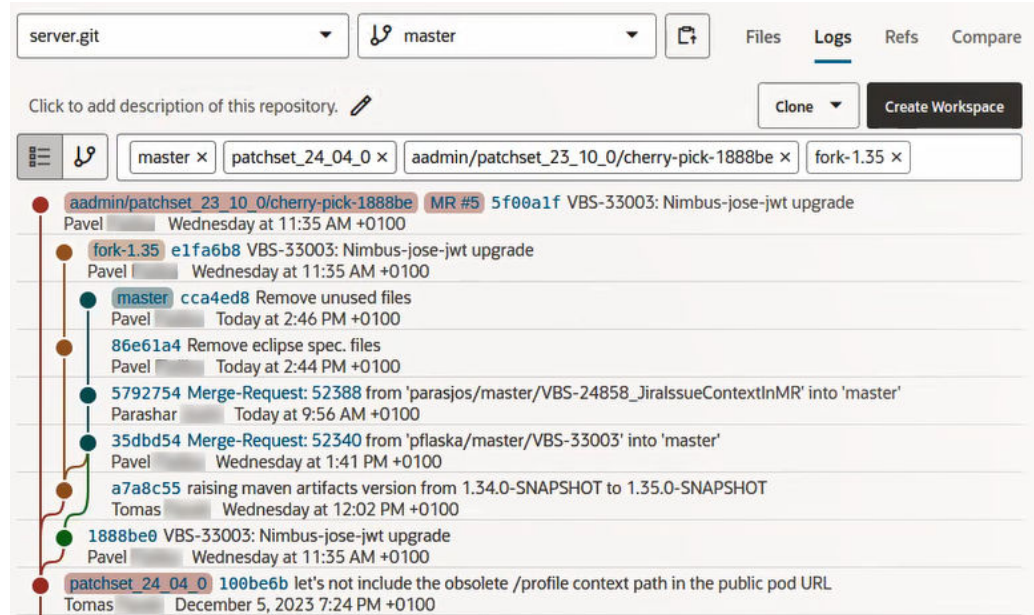 server.git
master
Files
Logs
Refs
Compare
Click to add description of this repository.
Clone
Create Workspace
master ×
patchset_24_04_0 ×
aadmin/patchset_23_10_0/cherry-pick-1888be ×
fork-1.35 ×
aadmin/patchset_23_10_0/cherry-pick-1888be MR #5 5f00a1f VBS-33003: Nimbus-jose-jwt upgrade
Pavel Wednesday at 11:35 AM +0100
fork-1.35 e1fa6b8 VBS-33003: Nimbus-jose-jwt upgrade
Pavel Wednesday at 11:35 AM +0100
master cca4ed8 Remove unused files
Pavel Today at 2:46 PM +0100
86e61a4 Remove eclipse spec. files
Pavel Today at 2:44 PM +0100
5792754 Merge-Request: 52388 from 'parasjos/master/VBS-24858_JiraIssueContextInMR' into 'master'
Parashar Today at 9:56 AM +0100
35dbd54 Merge-Request: 52340 from 'pflaska/master/VBS-33003' into 'master'
Pavel Wednesday at 1:41 PM +0100
a7a8c55 raising maven artifacts version from 1.34.0-SNAPSHOT to 1.35.0-SNAPSHOT
Tomas Wednesday at 12:02 PM +0100
1888be0 VBS-33003: Nimbus-jose-jwt upgrade
Pavel Wednesday at 11:35 AM +0100
patchset_24_04_0 100be6b let's not include the obsolete /profile context path in the public pod URL
Tomas December 5, 2023 7:24 PM +0100